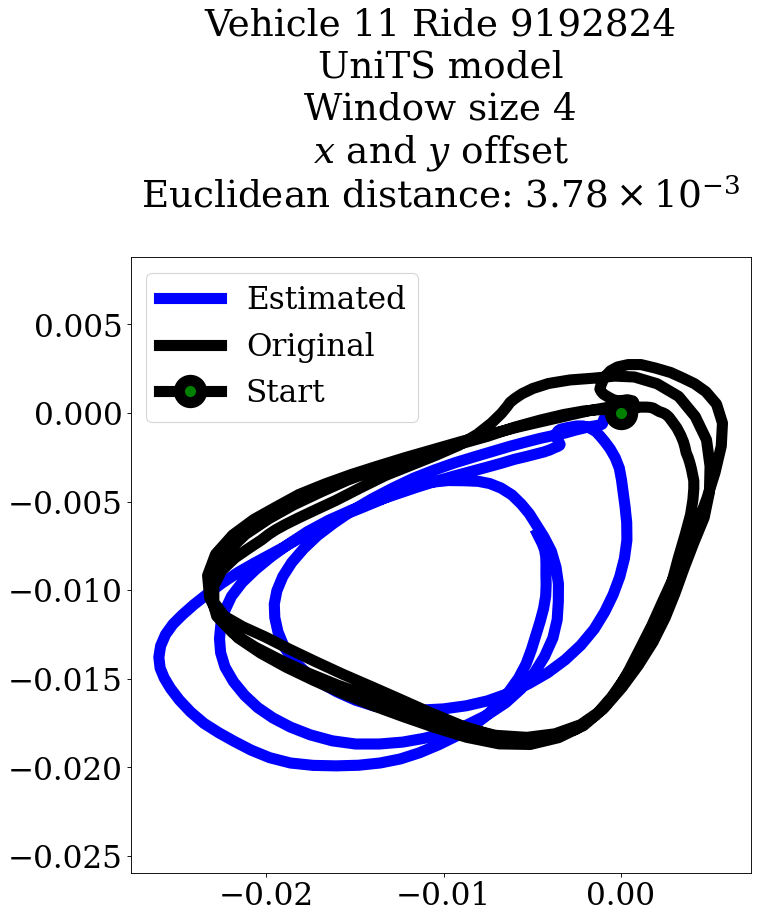 Vehicle 11 Ride 9192824
UniTS model
Window size 4
x and y offset
Euclidean distance: 3.78 × 10⁻³
Estimated
Original
Start
0.005
0.000
−0.005
−0.010
−0.015
−0.020
−0.025
−0.02
−0.01
0.00